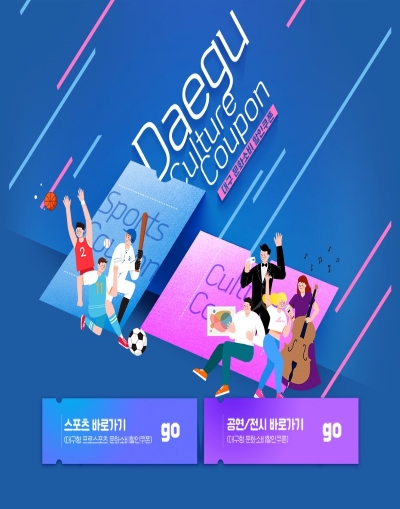 Daegu
Culture
Coupon
대구 문화소비 할인쿠폰
Sports
Coupon
Cultu
Cou
스포츠 바로가기
(대구형 프로스포츠 문화소비할인쿠폰)
go
공연/전시 바로가기
(대구형 문화소비할인쿠폰)
go